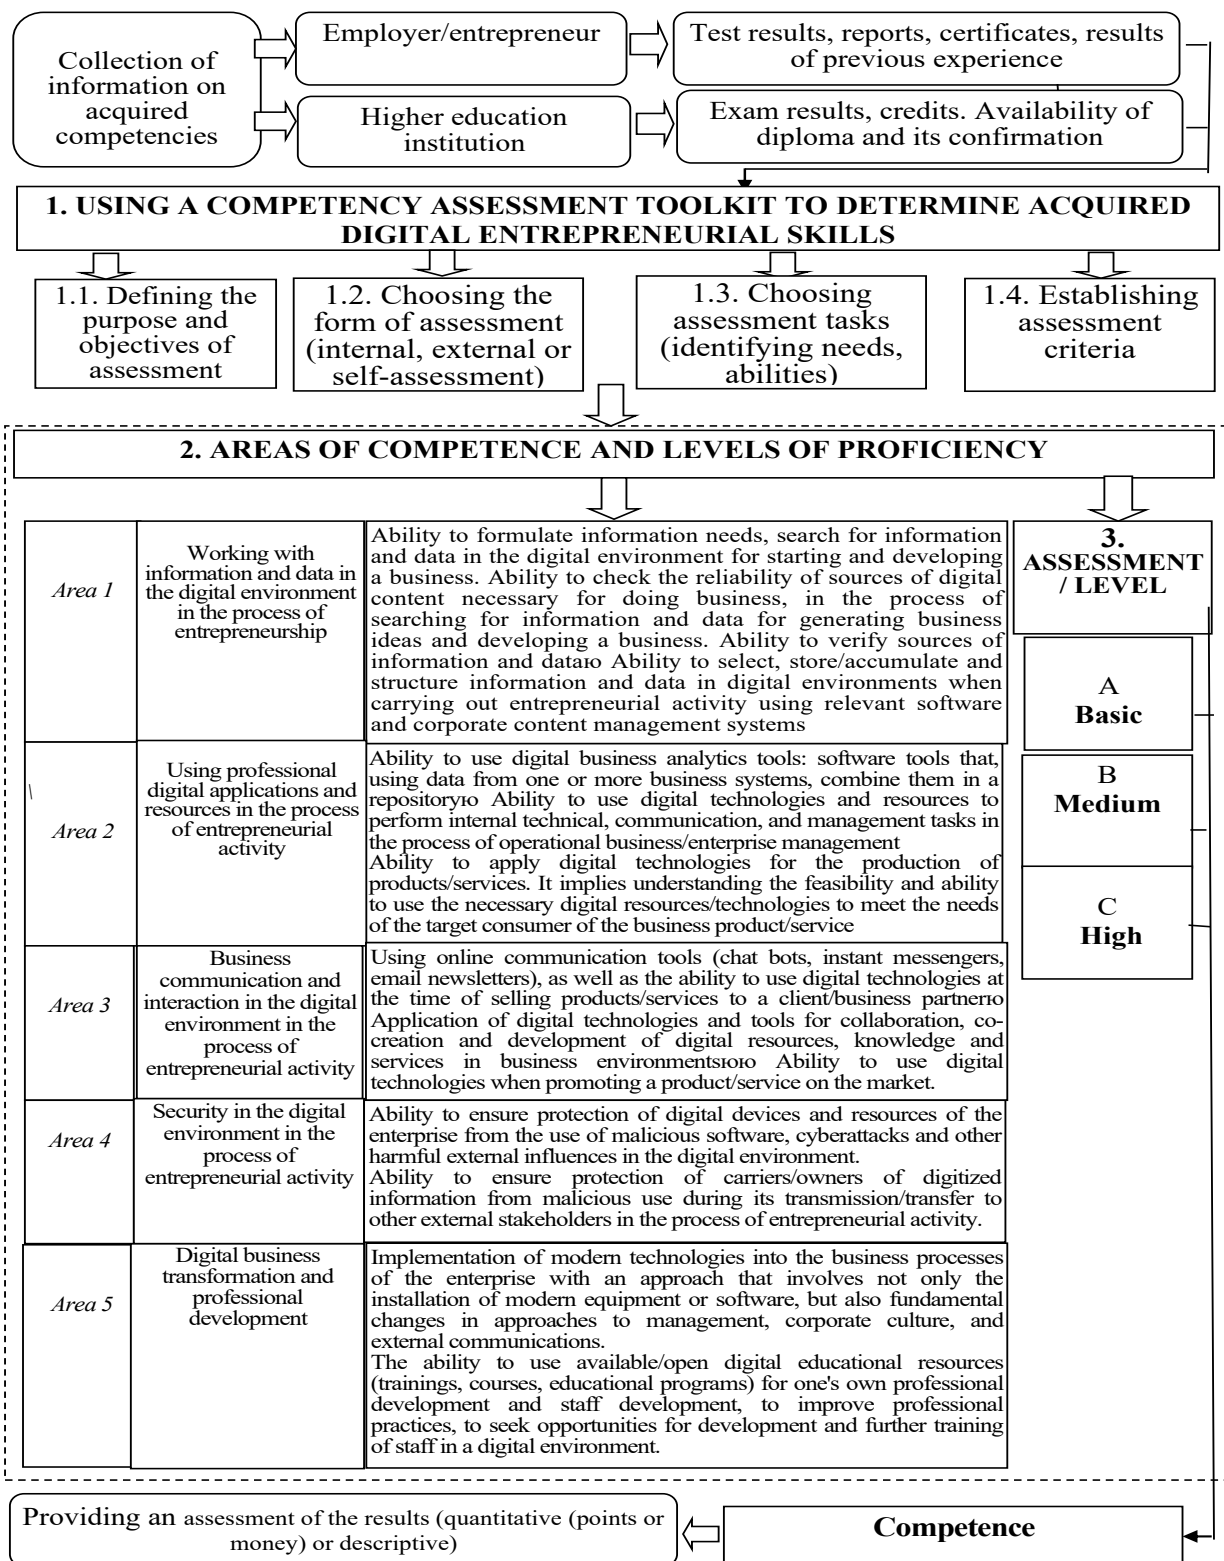 Collection of
information on
acquired
competencies
Employer/entrepreneur
Test results, reports, certificates, results
of previous experience
Higher education
institution
Exam results, credits. Availability of
diploma and its confirmation
1. USING A COMPETENCY ASSESSMENT TOOLKIT TO DETERMINE ACQUIRED
DIGITAL ENTREPRENEURIAL SKILLS
1.1. Defining the
purpose and
objectives of
assessment
1.2. Choosing the
form of assessment
(internal, external or
self-assessment)
1.3. Choosing
assessment tasks
(identifying needs,
abilities)
1.4. Establishing
assessment
criteria
2. AREAS OF COMPETENCE AND LEVELS OF PROFICIENCY
Area 1
Working with
information and data in
the digital environment
in the process of
entrepreneurship
Ability to formulate information needs, search for information
and data in the digital environment for starting and developing
a business. Ability to check the reliability of sources of digital
content necessary for doing business, in the process of
searching for information and data for generating business
ideas and developing a business. Ability to verify sources of
information and dataю Ability to select, store/accumulate and
structure information and data in digital environments when
carrying out entrepreneurial activity using relevant software
and corporate content management systems
\
Area 2
Using professional
digital applications and
resources in the process
of entrepreneurial
activity
Ability to use digital business analytics tools: software tools that,
using data from one or more business systems, combine them in a
repositoryю Ability to use digital technologies and resources to
perform internal technical, communication, and management tasks in
the process of operational business/enterprise management
Ability to apply digital technologies for the production of
products/services. It implies understanding the feasibility and ability
to use the necessary digital resources/technologies to meet the needs
of the target consumer of the business product/service
Area 3
Business
communication and
interaction in the digital
environment in the
process of
entrepreneurial activity
Using online communication tools (chat bots, instant messengers,
email newsletters), as well as the ability to use digital technologies at
the time of selling products/services to a client/business partnerю
Application of digital technologies and tools for collaboration, co-
creation and development of digital resources, knowledge and
services in business environmentsюю Ability to use digital
technologies when promoting a product/service on the market.
Area 4
Security in the digital
environment in the
process of
entrepreneurial activity
Ability to ensure protection of digital devices and resources of the
enterprise from the use of malicious software, cyberattacks and other
harmful external influences in the digital environment.
Ability to ensure protection of carriers/owners of digitized
information from malicious use during its transmission/transfer to
other external stakeholders in the process of entrepreneurial activity.
Area 5
Digital business
transformation and
professional
development
Implementation of modern technologies into the business processes
of the enterprise with an approach that involves not only the
installation of modern equipment or software, but also fundamental
changes in approaches to management, corporate culture, and
external communications.
The ability to use available/open digital educational resources
(trainings, courses, educational programs) for one's own professional
development and staff development, to improve professional
practices, to seek opportunities for development and further training
of staff in a digital environment.
3.
ASSESSMENT
/ LEVEL
A
Basic
B
Medium
C
High
Providing an assessment of the results (quantitative (points or
money) or descriptive)
Competence